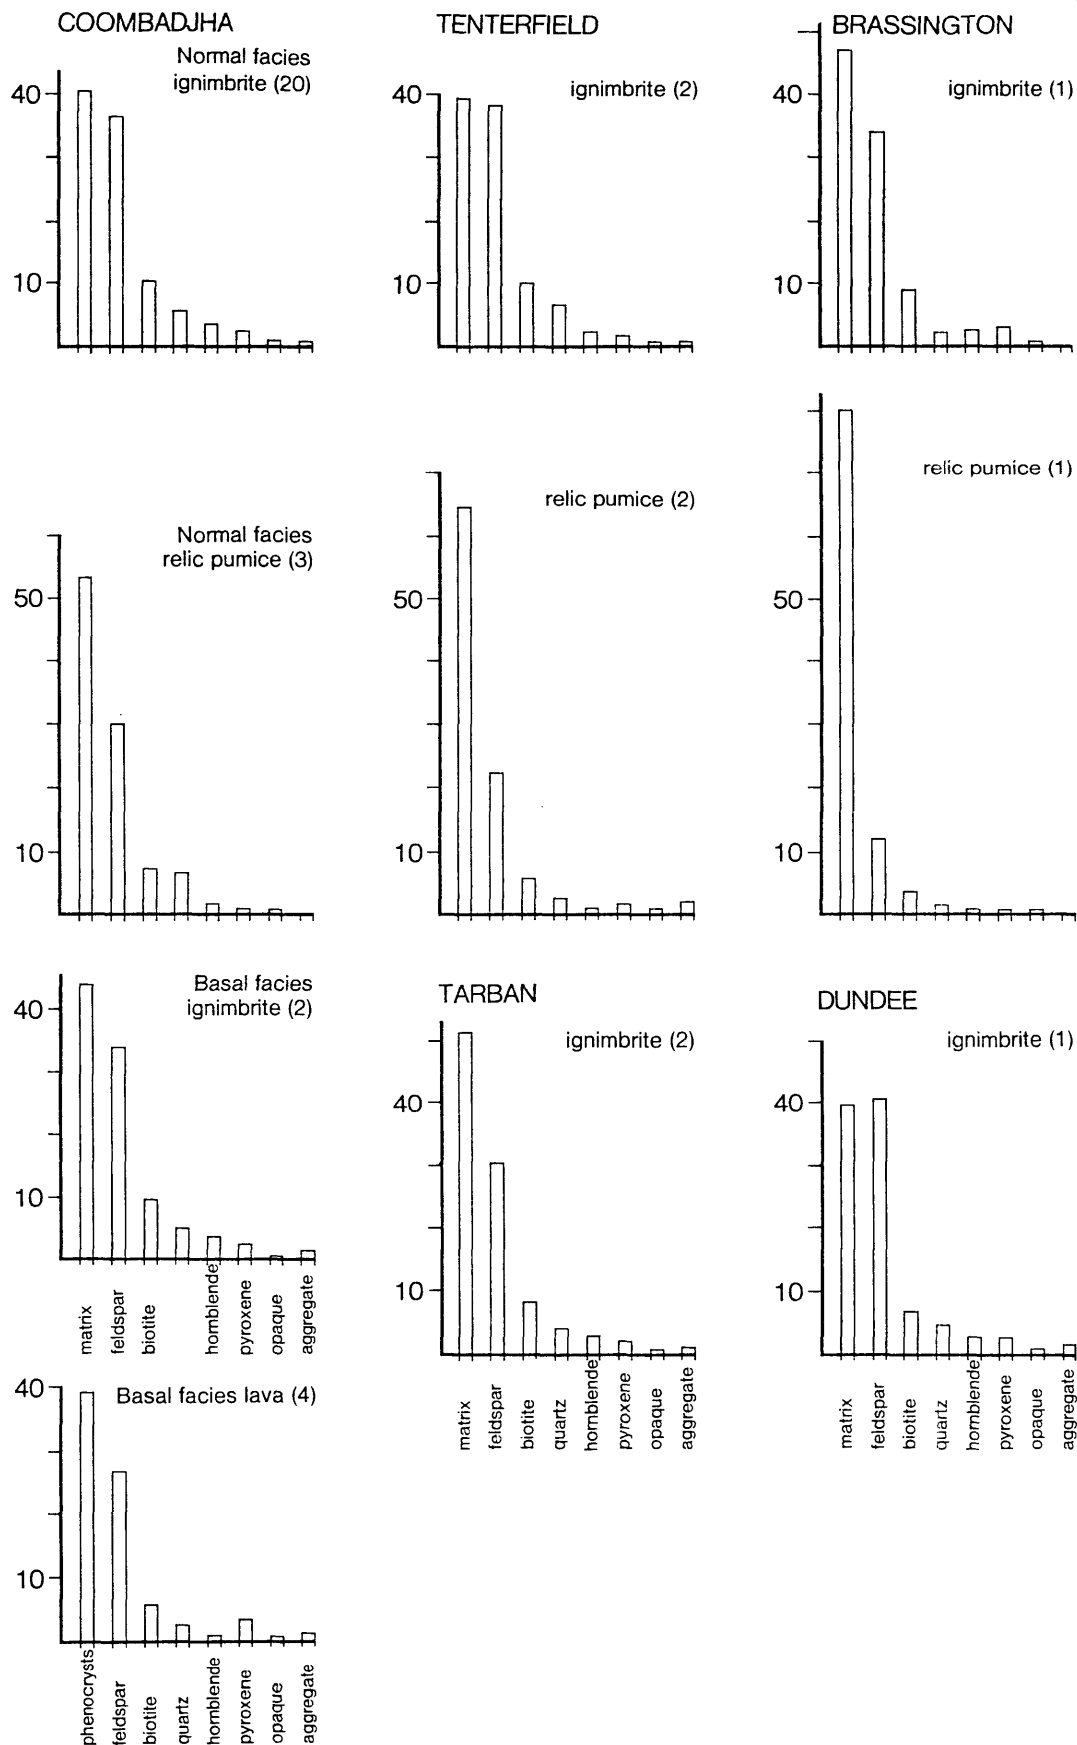 COOMBADJHA
Normal facies
ignimbrite (20)
40
10
TENTERFIELD
ignimbrite (2)
40
10
BRASSINGTON
ignimbrite (1)
40
10
Normal facies
relic pumice (3)
50
10
relic pumice (2)
50
10
relic pumice (1)
50
10
Basal facies
ignimbrite (2)
40
10
matrix
feldspar
biotite
hornblende
pyroxene
opaque
aggregate
TARBAN
ignimbrite (2)
40
10
matrix
feldspar
biotite
quartz
hornblende
pyroxene
opaque
aggregate
DUNDEE
ignimbrite (1)
40
10
matrix
feldspar
biotite
quartz
hornblende
pyroxene
opaque
aggregate
Basal facies lava (4)
40
10
phenocrysts
feldspar
biotite
quartz
hornblende
pyroxene
opaque
aggregate